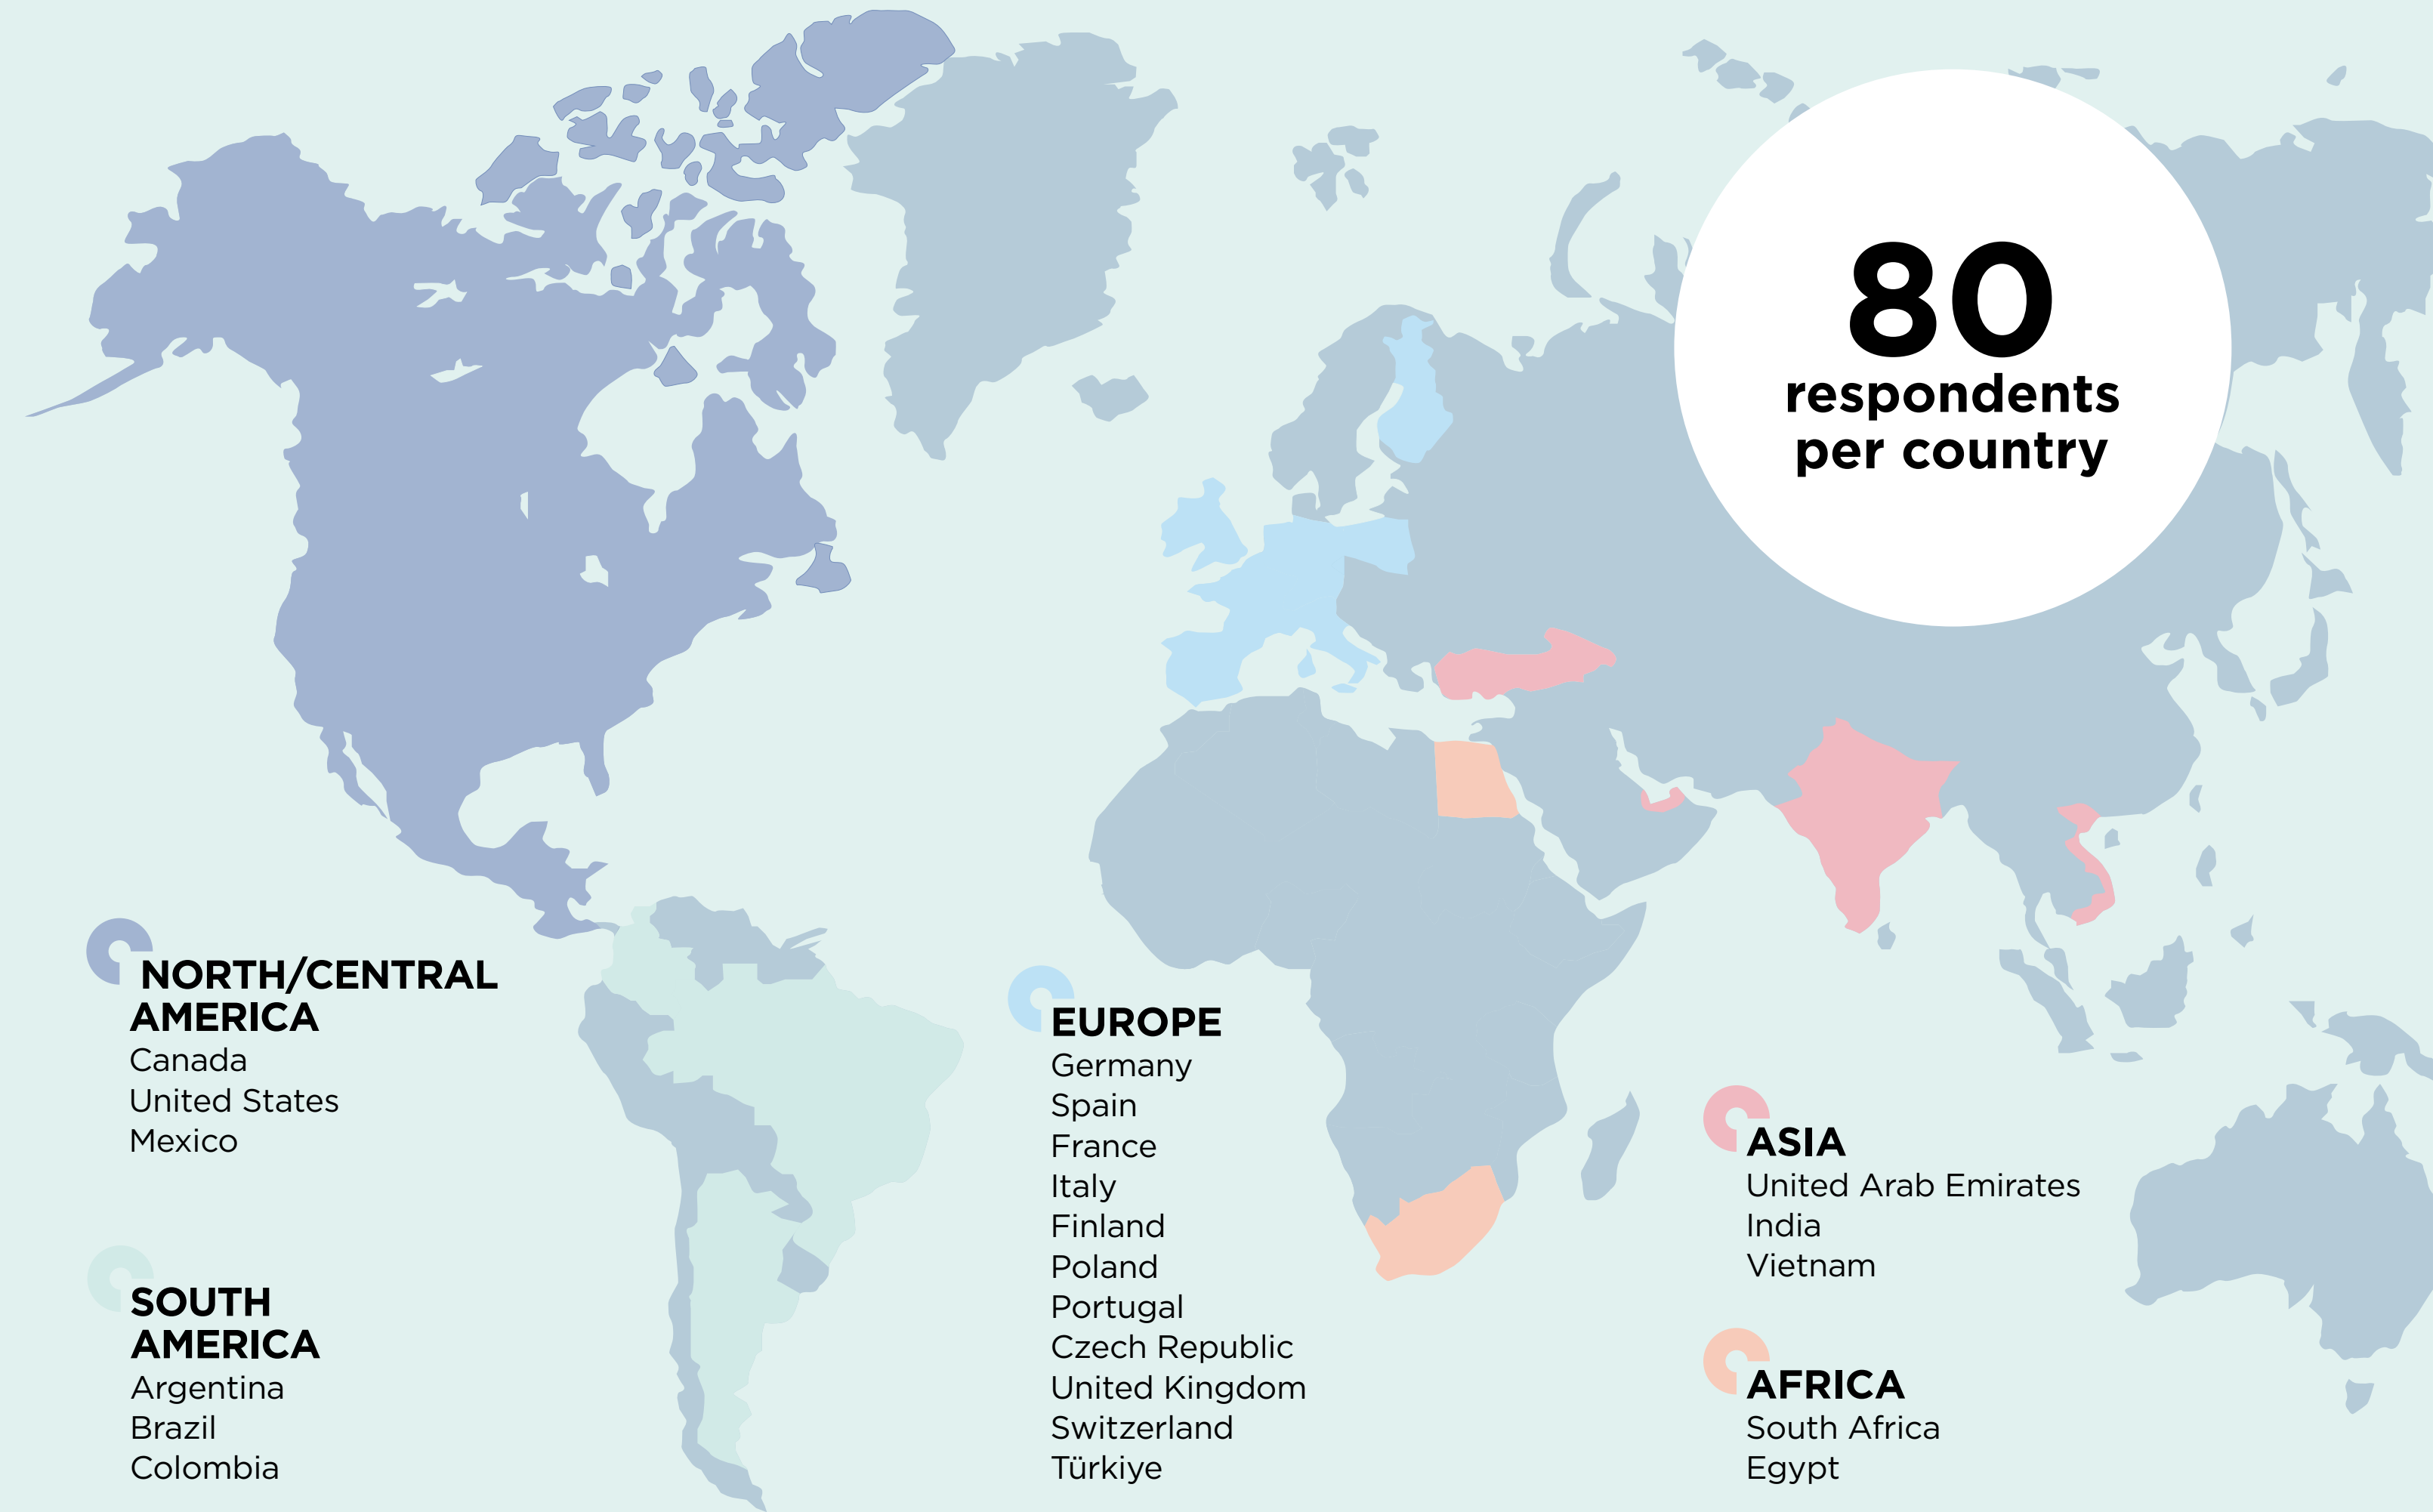 80
respondents
per country
NORTH/CENTRAL
AMERICA
Canada
United States
Mexico
SOUTH
AMERICA
Argentina
Brazil
Colombia
EUROPE
Germany
Spain
France
Italy
Finland
Poland
Portugal
Czech Republic
United Kingdom
Switzerland
Türkiye
ASIA
United Arab Emirates
India
Vietnam
AFRICA
South Africa
Egypt